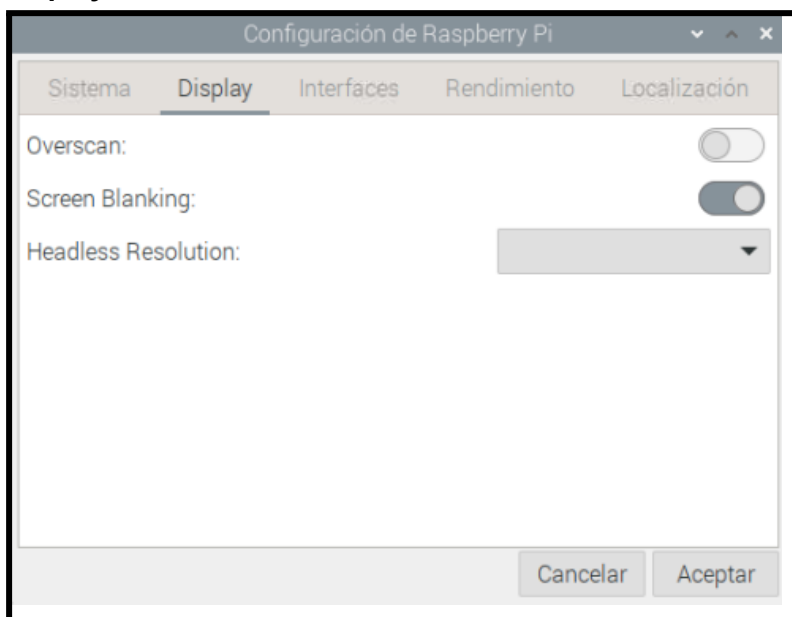 Configuración de Raspberry Pi
Sistema Display Interfaces Rendimiento Localización
Overscan:
Screen Blanking:
Headless Resolution:
Cancelar Aceptar